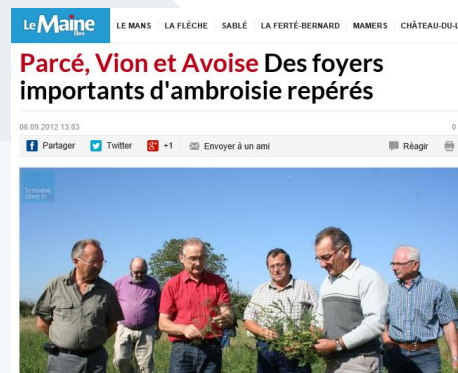 Le Maine
libre
LE MANS LA FLÈCHE SABLÉ LA FERTÉ-BERNARD MAMERS CHÂTEAU-DU-L
Parcé, Vion et Avoise Des foyers
importants d'ambroisie repérés
06.09.2012 13:03 0
Partager Twitter +1 Envoyer à un ami Réagir
lemaine
libre.fr